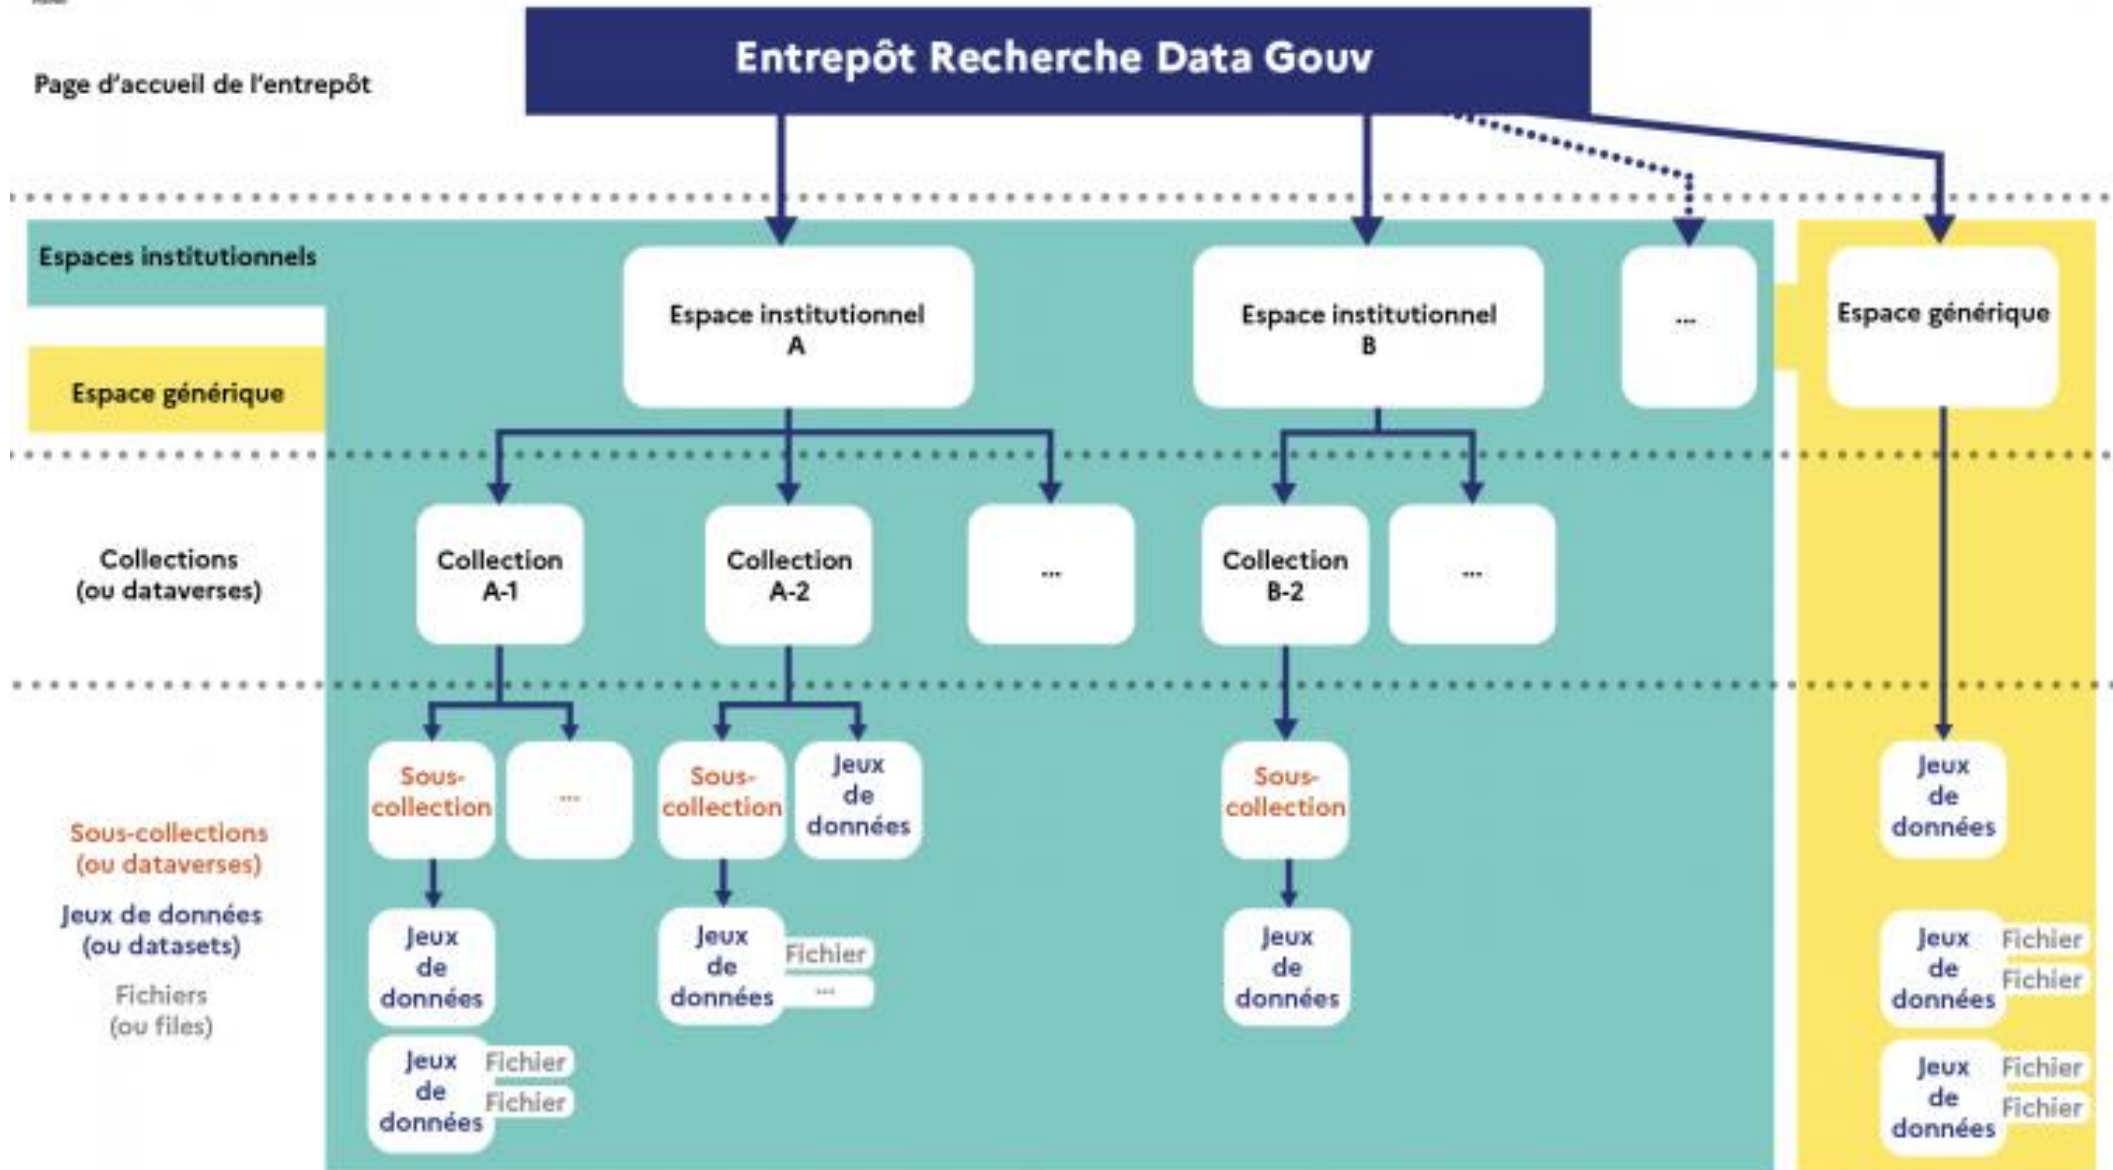 Entrepôt Recherche Data Gouv
Page d'accueil de l'entrepôt
Espaces institutionnels
Espace générique
Espace institutionnel
A
Espace institutionnel
B
...
Espace générique
Collections
(ou dataverses)
Collection
A-1
Collection
A-2
...
Collection
B-2
...
Sous-collections
(ou dataverses)
Jeux de données
(ou datasets)
Fichiers
(ou files)
Sous-
collection
...
Sous-
collection
Jeux
de
données
Sous-
collection
Jeux
de
données
Jeux
de
données
Jeux
de
données
Fichier
...
Jeux
de
données
Jeux
de
données
Fichier
Fichier
Jeux
de
données
Fichier
Fichier
Jeux
de
données
Fichier
Fichier